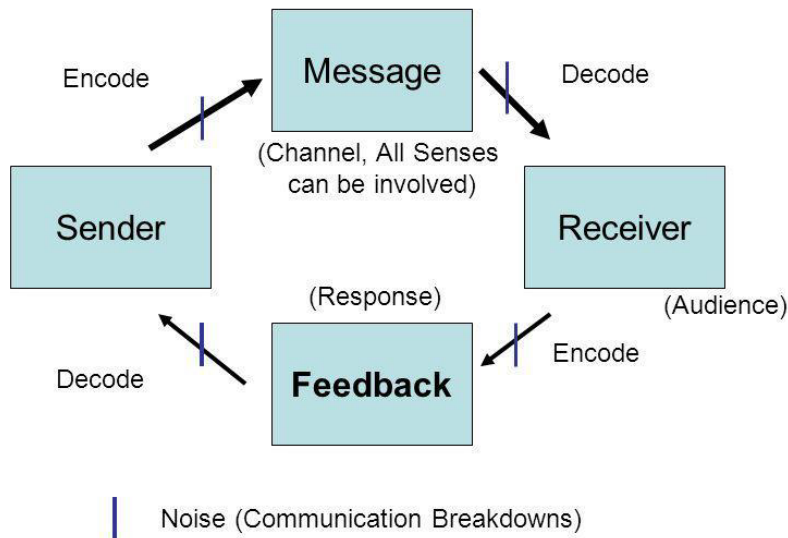 Encode
Message
Decode
(Channel, All Senses
can be involved)
Sender
Receiver
(Response)
(Audience)
Feedback
Encode
Decode
Noise (Communication Breakdowns)